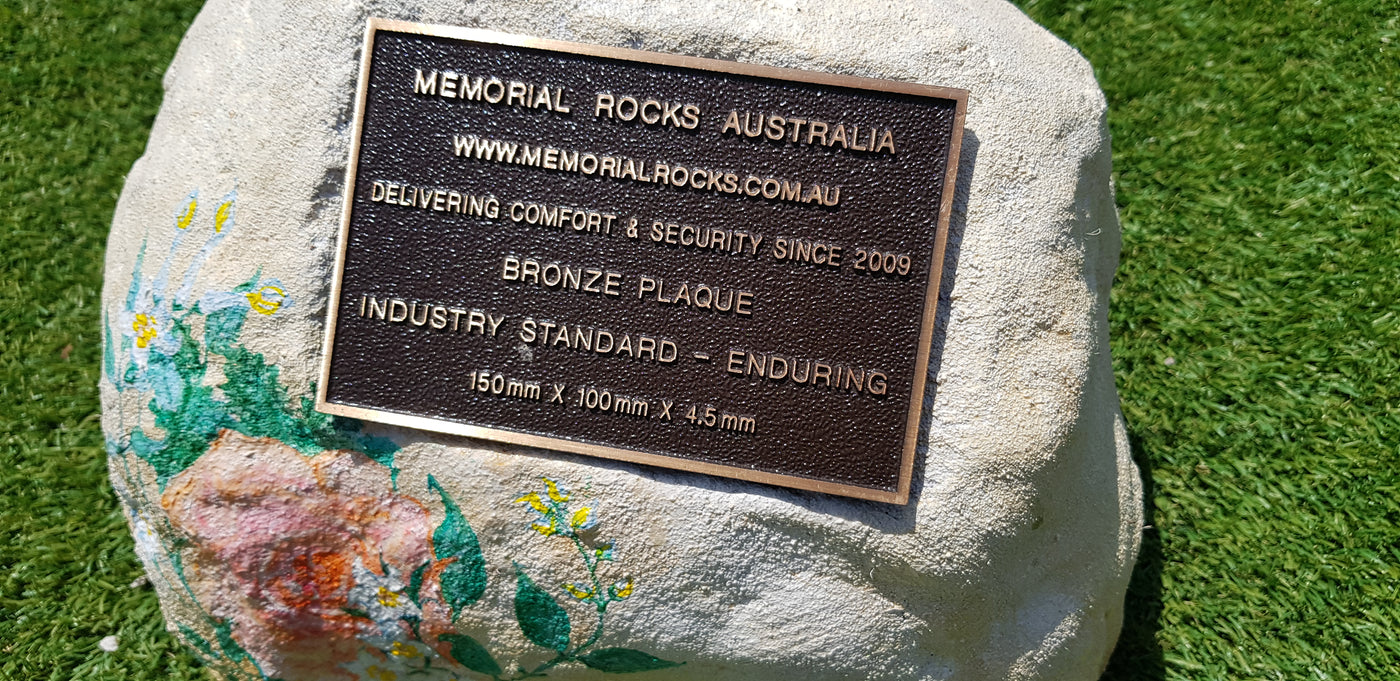 MEMORIAL ROCKS AUSTRALIA
WWW.MEMORIALROCKS.COM.AU
DELIVERING COMFORT & SECURITY SINCE 2009
BRONZE PLAQUE
INDUSTRY STANDARD - ENDURING
150mm X 100mm X 4.5mm